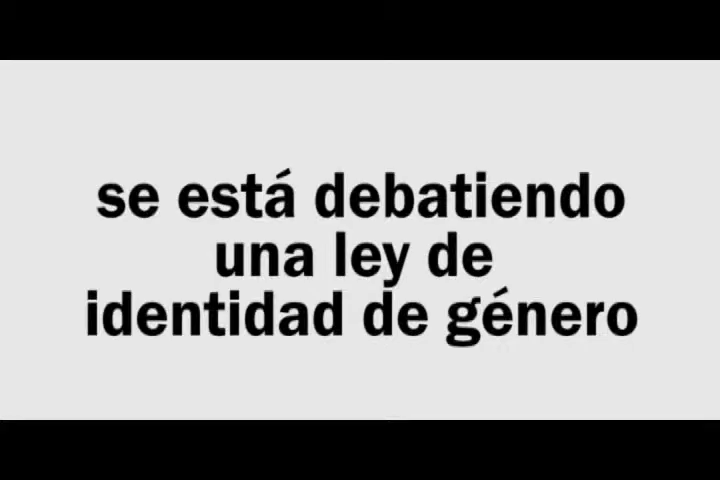 se está debatiendo
una ley de
identidad de género